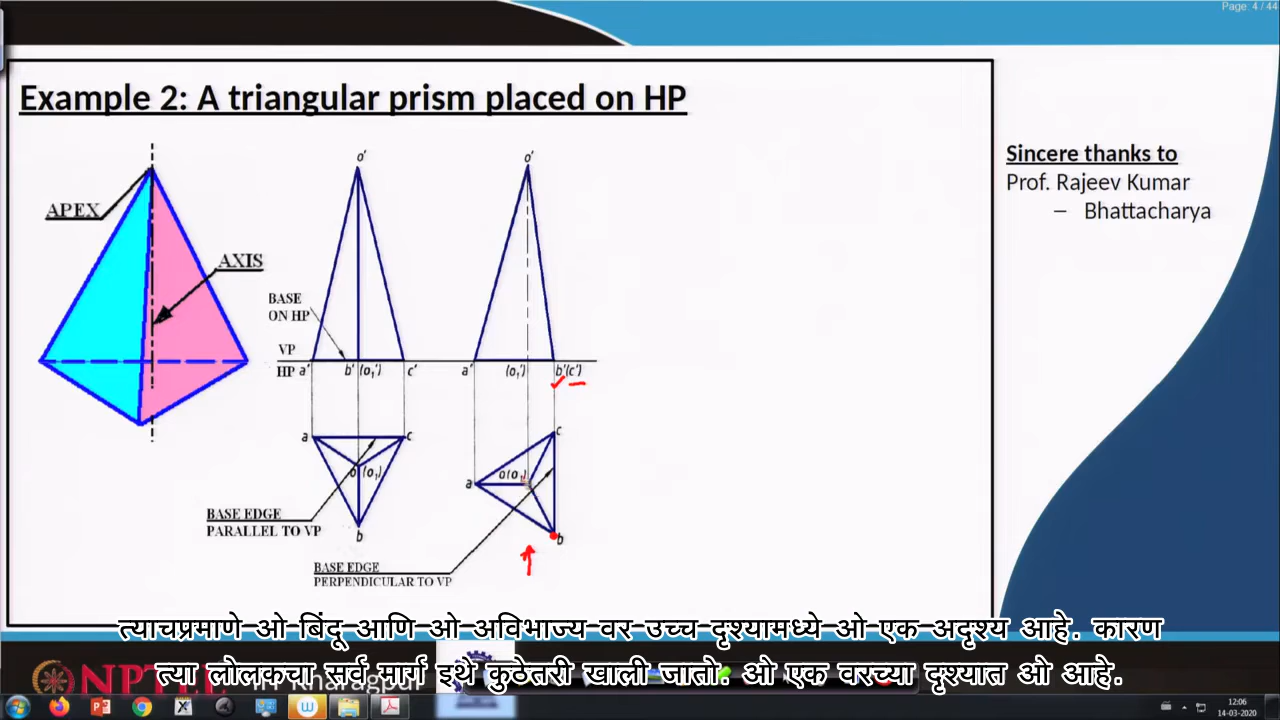 Page: 4 / 44
Example 2: A triangular prism placed on HP
Sincere thanks to
Prof. Rajeev Kumar
– Bhattacharya
APEX
AXIS
o' o'
BASE
ON HP
VP
HP a' b' (o₁') c' a' (o₁') b'(c')
a c c
o (o₁) a o(o₁)
BASE EDGE
PARALLEL TO VP
b b
BASE EDGE
PERPENDICULAR TO VP
त्याचप्रमाणे ओ बिंदू आणि ओ अविभाज्य वर उच्च दृश्यामध्ये ओ एक अदृश्य आहे. कारण
त्या लोलकचा सर्व मार्ग इथे कुठेतरी खाली जातो. ओ एक वरच्या दृश्यात ओ आहे.
NPTEL
12:06
14-03-2020